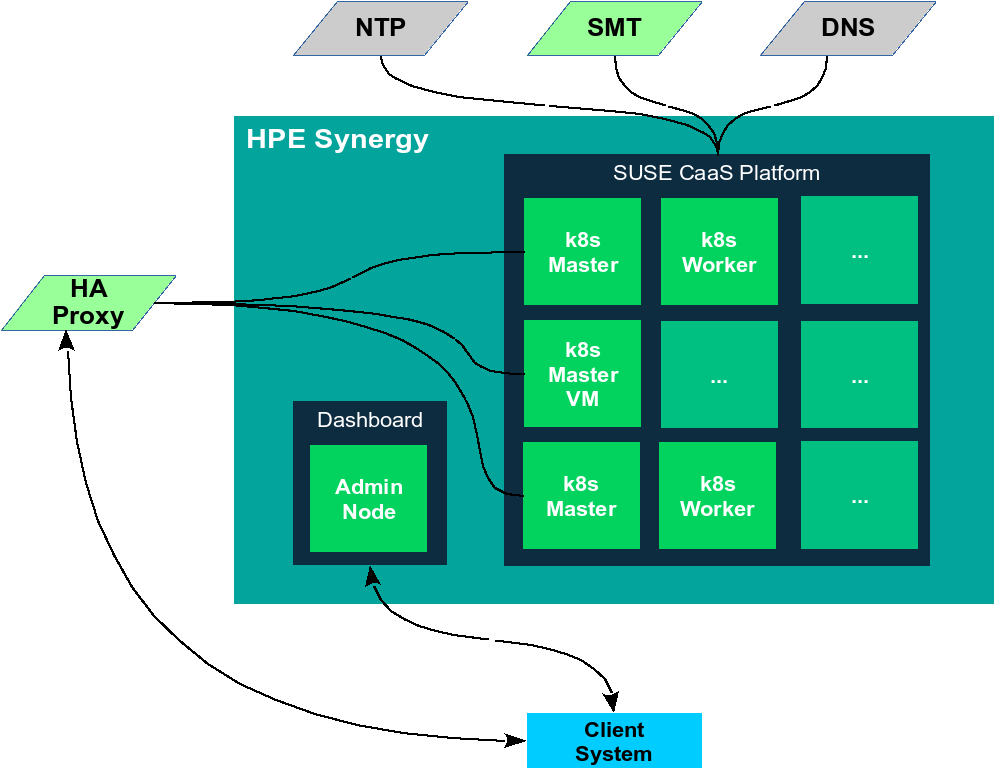 NTP
SMT
DNS
HPE Synergy
SUSE CaaS Platform
k8s
Master
k8s
Worker
...
HA
Proxy
k8s
Master
VM
...
...
Dashboard
Admin
Node
k8s
Master
k8s
Worker
...
Client
System